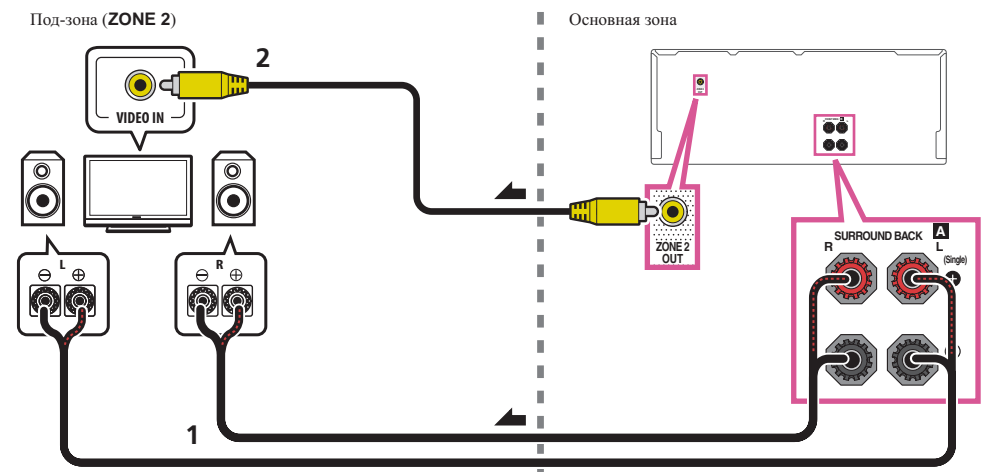 Под-зона (ZONE 2)
Основная зона
2
VIDEO IN
ZONE 2
OUT
SURROUND BACK A
R L
(Single)
L
R
1